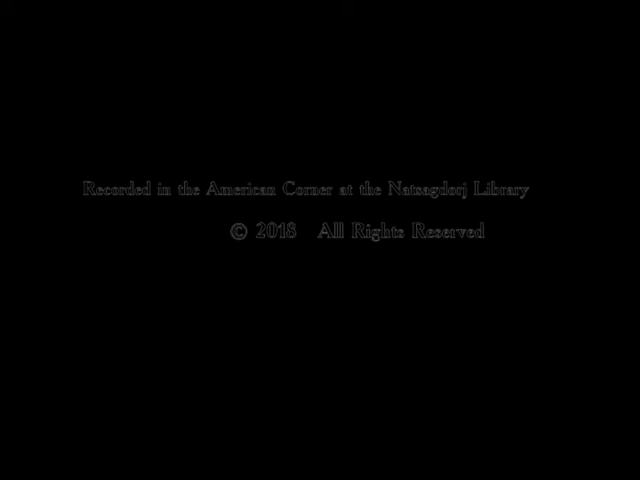 Recorded in the American Corner at the Natsagdorj Library
© 2018 All Rights Reserved